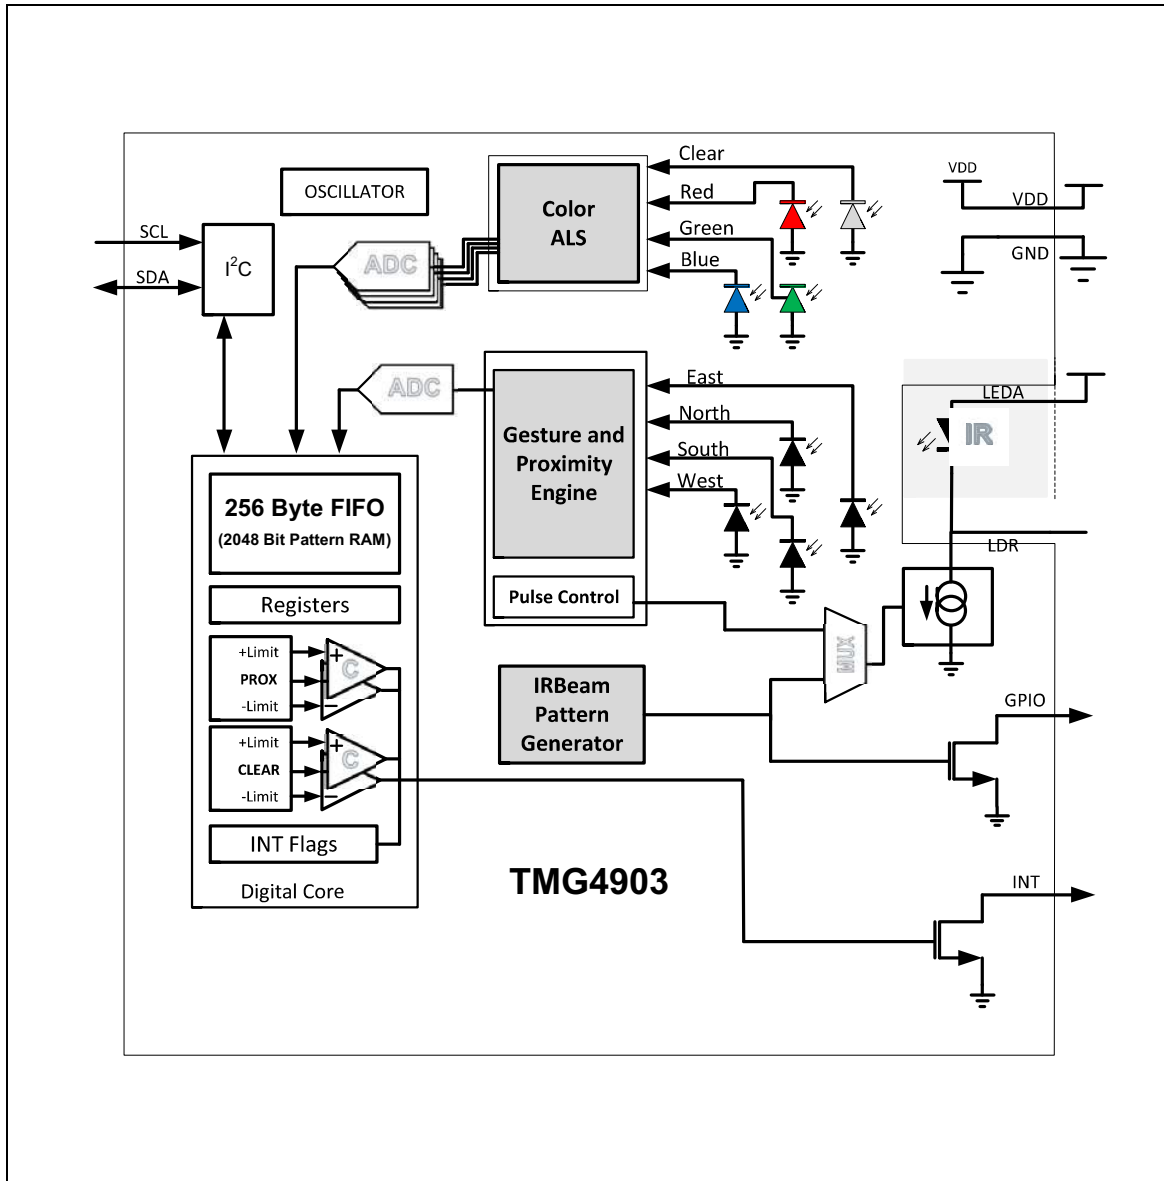 OSCILLATOR
SCL
SDA
I²C
ADC
Color
ALS
Clear
Red
Green
Blue
VDD
VDD
GND
ADC
Gesture and
Proximity
Engine
East
North
South
West
LEDA
IR
LDR
256 Byte FIFO
(2048 Bit Pattern RAM)
Registers
Pulse Control
MUX
+Limit
PROX
-Limit
+
C
−
IRBeam
Pattern
Generator
GPIO
+Limit
CLEAR
-Limit
+
C
−
INT Flags
Digital Core
TMG4903
INT